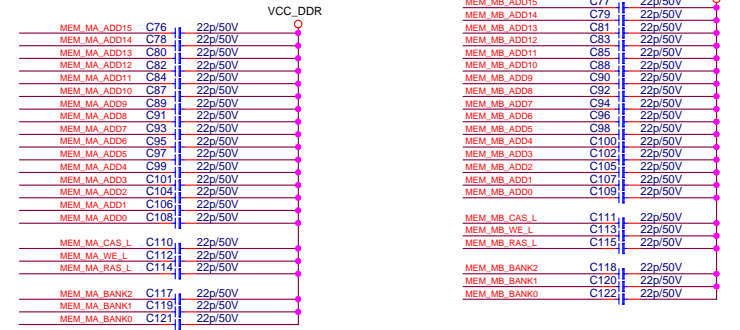 VCC_DDR
MEM_MA_ADD15 C76 22p/50V
MEM_MA_ADD14 C78 22p/50V
MEM_MA_ADD13 C80 22p/50V
MEM_MA_ADD12 C82 22p/50V
MEM_MA_ADD11 C84 22p/50V
MEM_MA_ADD10 C87 22p/50V
MEM_MA_ADD9 C89 22p/50V
MEM_MA_ADD8 C91 22p/50V
MEM_MA_ADD7 C93 22p/50V
MEM_MA_ADD6 C95 22p/50V
MEM_MA_ADD5 C97 22p/50V
MEM_MA_ADD4 C99 22p/50V
MEM_MA_ADD3 C101 22p/50V
MEM_MA_ADD2 C104 22p/50V
MEM_MA_ADD1 C106 22p/50V
MEM_MA_ADD0 C108 22p/50V
MEM_MA_CAS_L C110 22p/50V
MEM_MA_WE_L C112 22p/50V
MEM_MA_RAS_L C114 22p/50V
MEM_MA_BANK2 C117 22p/50V
MEM_MA_BANK1 C119 22p/50V
MEM_MA_BANK0 C121 22p/50V
MEM_MB_ADD15 C77 22p/50V
MEM_MB_ADD14 C79 22p/50V
MEM_MB_ADD13 C81 22p/50V
MEM_MB_ADD12 C83 22p/50V
MEM_MB_ADD11 C85 22p/50V
MEM_MB_ADD10 C88 22p/50V
MEM_MB_ADD9 C90 22p/50V
MEM_MB_ADD8 C92 22p/50V
MEM_MB_ADD7 C94 22p/50V
MEM_MB_ADD6 C96 22p/50V
MEM_MB_ADD5 C98 22p/50V
MEM_MB_ADD4 C100 22p/50V
MEM_MB_ADD3 C102 22p/50V
MEM_MB_ADD2 C105 22p/50V
MEM_MB_ADD1 C107 22p/50V
MEM_MB_ADD0 C109 22p/50V
MEM_MB_CAS_L C111 22p/50V
MEM_MB_WE_L C113 22p/50V
MEM_MB_RAS_L C115 22p/50V
MEM_MB_BANK2 C118 22p/50V
MEM_MB_BANK1 C120 22p/50V
MEM_MB_BANK0 C122 22p/50V